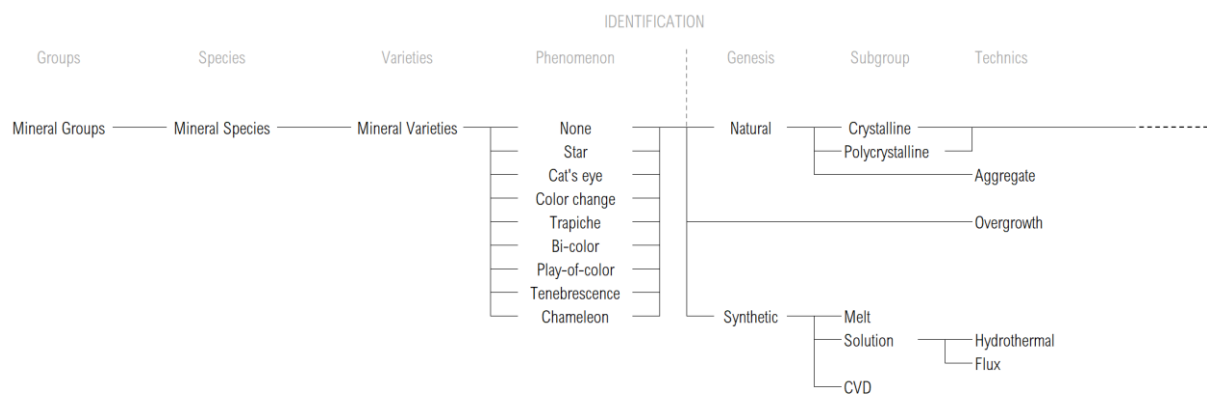 IDENTIFICATION
Groups Species Varieties Phenomenon Genesis Subgroup Technics
Mineral Groups Mineral Species Mineral Varieties None Natural Crystalline
Star Polycrystalline
Cat's eye Aggregate
Color change
Trapiche Overgrowth
Bi-color
Play-of-color
Tenebrescence
Chameleon Synthetic Melt
Solution Hydrothermal
Flux
CVD